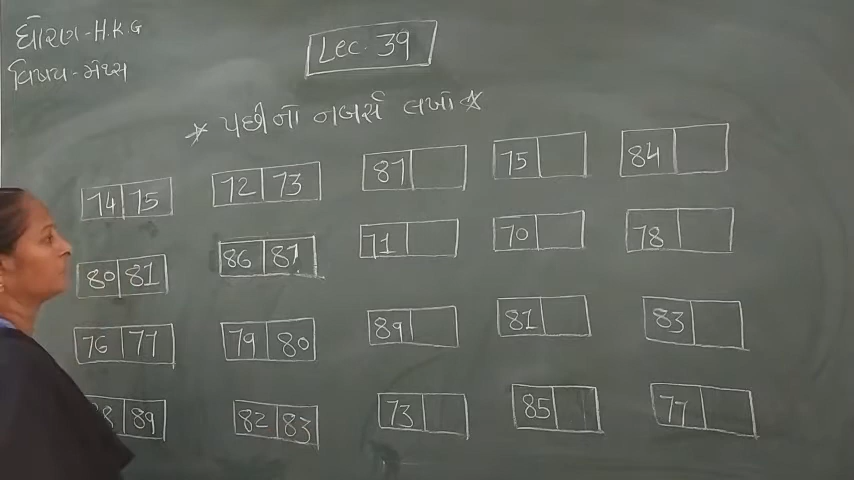 ધોરણ - H.K.G
વિષય - મેથ્સ
Lec. 39
પછીનો નંબર્સ લખો
74 75 72 73 87 75 84
80 81 86 87 71 70 78
76 77 79 80 89 81 83
89 82 83 73 85 77